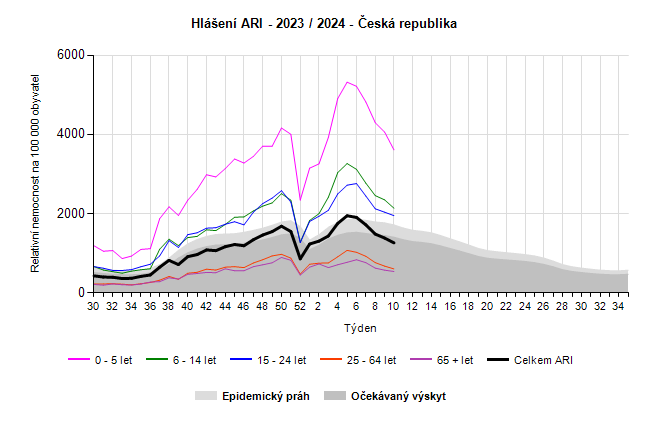 Hlášení ARI - 2023 / 2024 - Česká republika
Relativní nemocnost na 100 000 obyvatel
6000
4000
2000
0
30 32 34 36 38 40 42 44 46 48 50 52 2 4 6 8 10 12 14 16 18 20 22 24 26 28 30 32 34
Týden
0 - 5 let 6 - 14 let 15 - 24 let 25 - 64 let 65 + let Celkem ARI
Epidemický práh Očekávaný výskyt